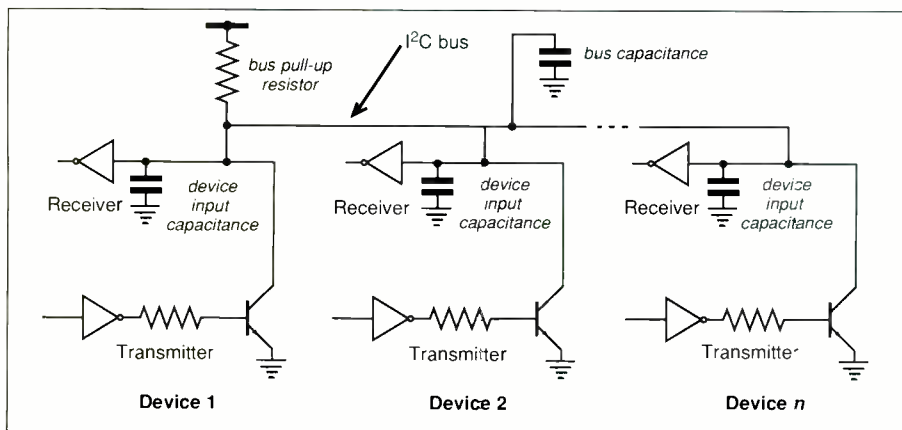 I²C bus
bus pull-up
resistor
bus capacitance
Receiver
device
input
capacitance
Receiver
device
input
capacitance
Receiver
device
input
capacitance
Transmitter
Transmitter
Transmitter
Device 1
Device 2
Device n